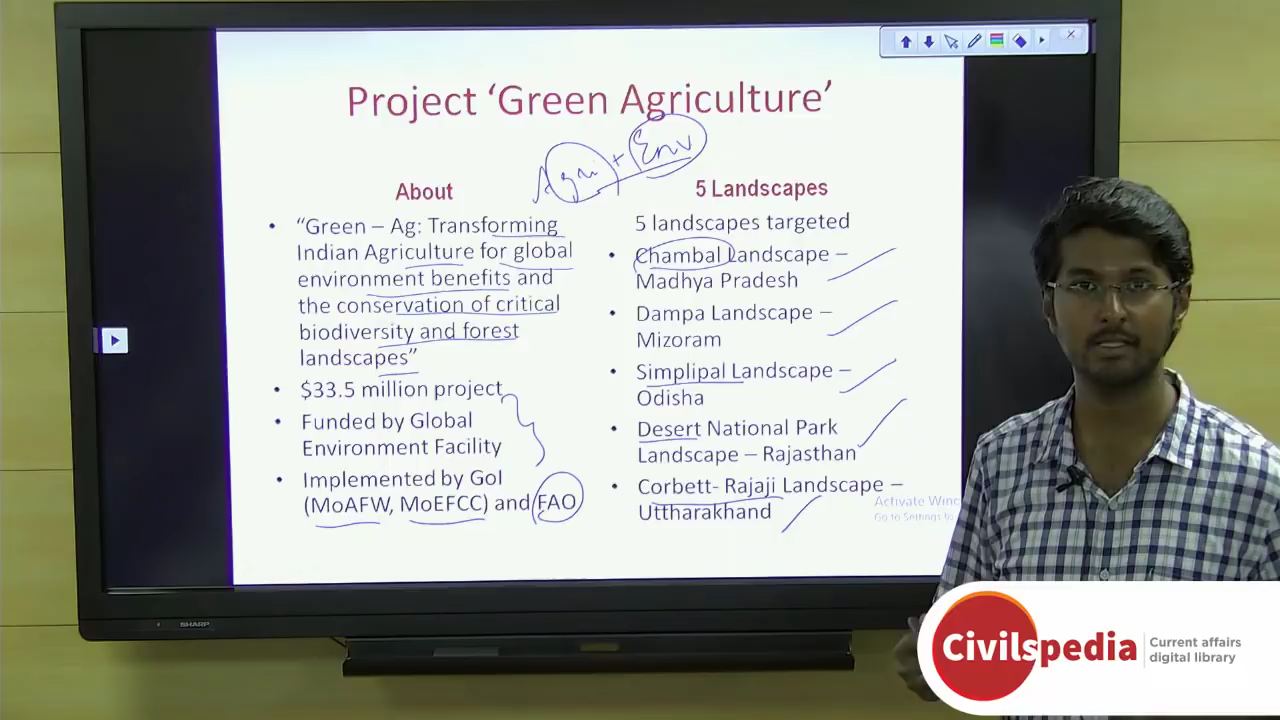 Project ‘Green Agriculture’
Agri + Env
About
• “Green – Ag: Transforming
Indian Agriculture for global
environment benefits and
the conservation of critical
biodiversity and forest
landscapes”
• $33.5 million project
• Funded by Global
Environment Facility
• Implemented by GoI
(MoAFW, MoEFCC) and FAO
5 Landscapes
5 landscapes targeted
• Chambal Landscape –
Madhya Pradesh
• Dampa Landscape –
Mizoram
• Simplipal Landscape –
Odisha
• Desert National Park
Landscape – Rajasthan
• Corbett- Rajaji Landscape –
Uttharakhand
Activate Winc
Go to Settings to
SHARP
Civilspedia
Current affairs
digital library